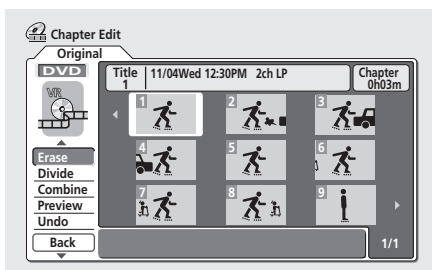 Chapter Edit
Original
DVD
VR
Title 1
11/04Wed 12:30PM 2ch LP
Chapter 0h03m
1
2
3
4
5
6
7
8
9
Erase
Divide
Combine
Preview
Undo
Back
1/1